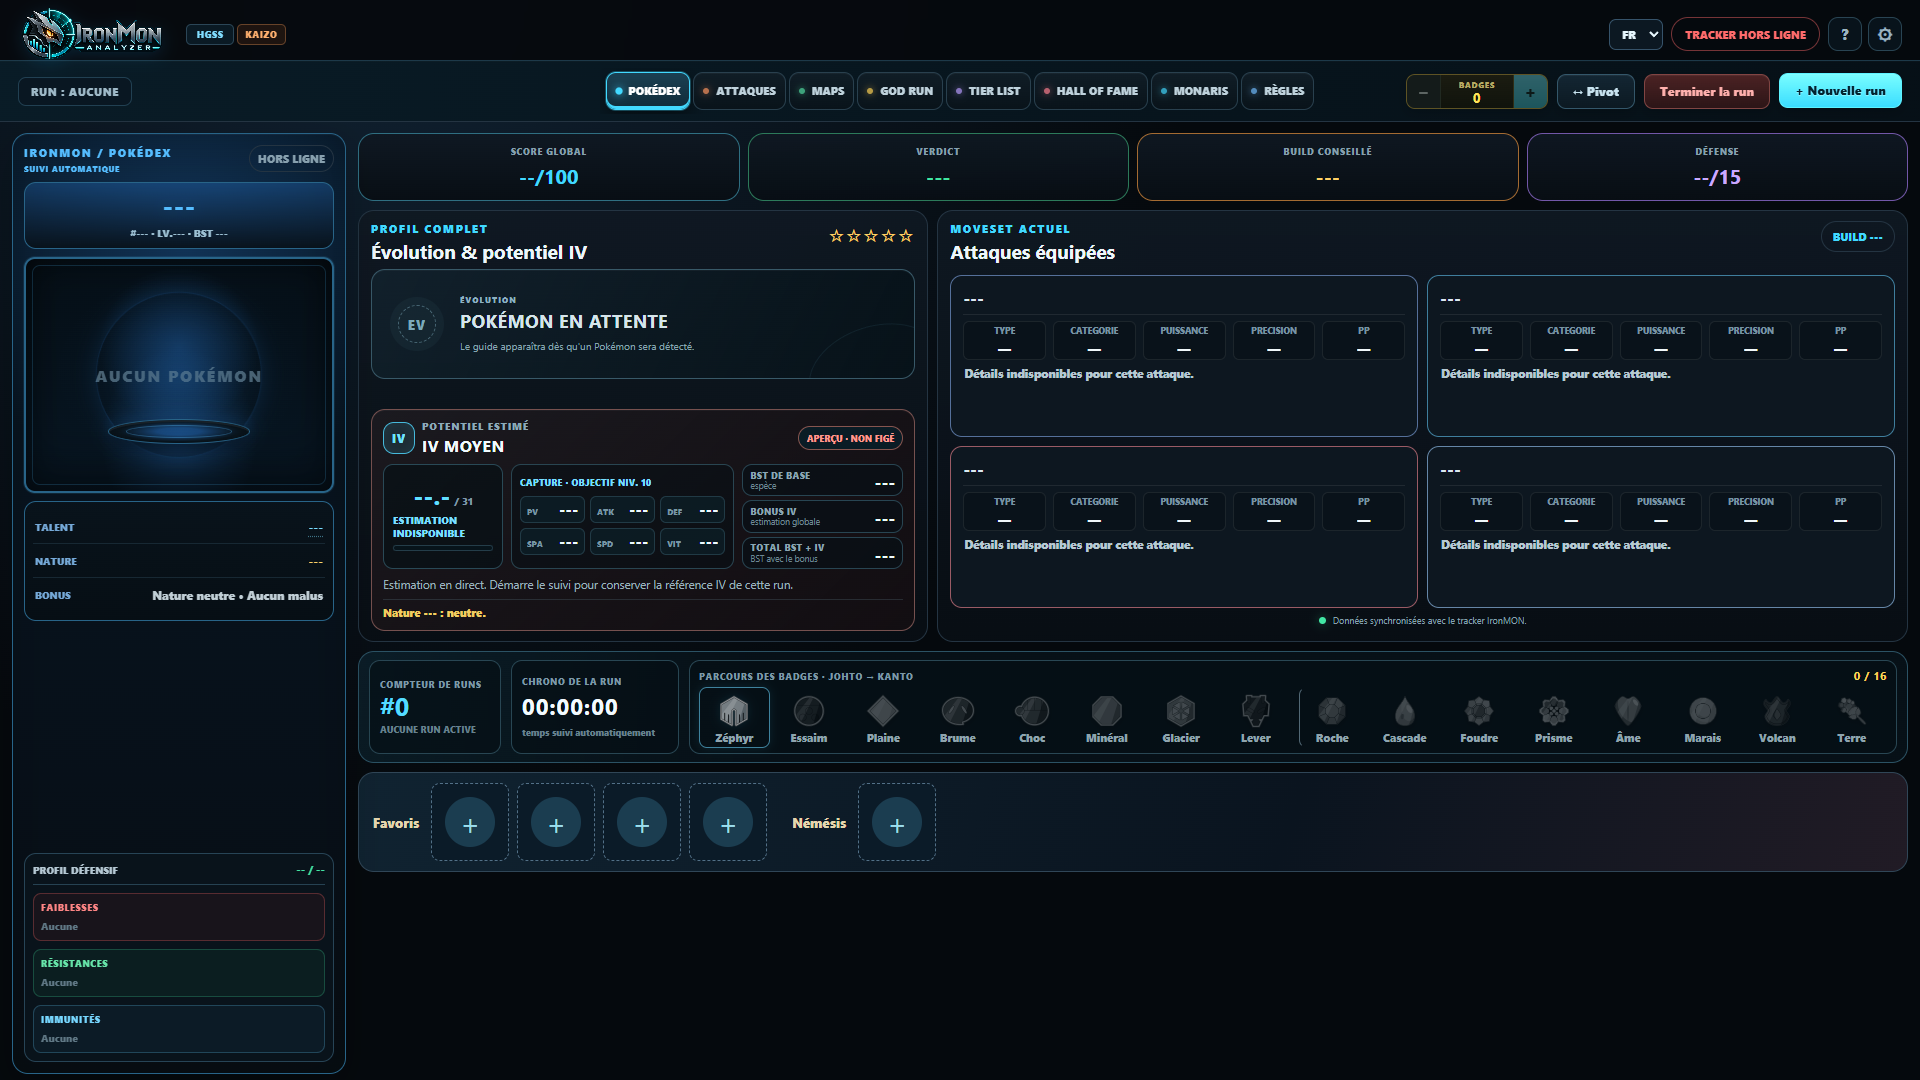 IRONMON
ANALYZER
HGSS
KAIZO
FR
TRACKER HORS LIGNE
?
RUN : AUCUNE
POKÉDEX
ATTAQUES
MAPS
GOD RUN
TIER LIST
HALL OF FAME
MONARIS
RÈGLES
−
BADGES
0
+
↔ Pivot
Terminer la run
+ Nouvelle run
IRONMON / POKÉDEX
SUIVI AUTOMATIQUE
HORS LIGNE
---
#--- · LV.--- · BST ---
AUCUN POKÉMON
TALENT ---
NATURE ---
BONUS Nature neutre • Aucun malus
PROFIL DÉFENSIF -- / --
FAIBLESSES
Aucune
RÉSISTANCES
Aucune
IMMUNITÉS
Aucune
SCORE GLOBAL
--/100
VERDICT
---
BUILD CONSEILLÉ
---
DÉFENSE
--/15
PROFIL COMPLET
Évolution & potentiel IV
☆☆☆☆☆
EV
ÉVOLUTION
POKÉMON EN ATTENTE
Le guide apparaîtra dès qu'un Pokémon sera détecté.
IV
POTENTIEL ESTIMÉ
IV MOYEN
APERÇU · NON FIGÉ
--.- / 31
ESTIMATION
INDISPONIBLE
CAPTURE · OBJECTIF NIV. 10
PV --- ATK --- DEF ---
SPA --- SPD --- VIT ---
BST DE BASE
espèce
---
BONUS IV
estimation globale
---
TOTAL BST + IV
BST avec le bonus
---
Estimation en direct. Démarre le suivi pour conserver la référence IV de cette run.
Nature --- : neutre.
MOVESET ACTUEL
Attaques équipées
BUILD ---
---
TYPE CATEGORIE PUISSANCE PRECISION PP
— — — — —
Détails indisponibles pour cette attaque.
---
TYPE CATEGORIE PUISSANCE PRECISION PP
— — — — —
Détails indisponibles pour cette attaque.
---
TYPE CATEGORIE PUISSANCE PRECISION PP
— — — — —
Détails indisponibles pour cette attaque.
---
TYPE CATEGORIE PUISSANCE PRECISION PP
— — — — —
Détails indisponibles pour cette attaque.
Données synchronisées avec le tracker IronMON.
COMPTEUR DE RUNS
#0
AUCUNE RUN ACTIVE
CHRONO DE LA RUN
00:00:00
temps suivi automatiquement
PARCOURS DES BADGES · JOHTO → KANTO
0 / 16
Zéphyr
Essaim
Plaine
Brume
Choc
Minéral
Glacier
Lever
Roche
Cascade
Foudre
Prisme
Âme
Marais
Volcan
Terre
Favoris
+
+
+
+
Némésis
+